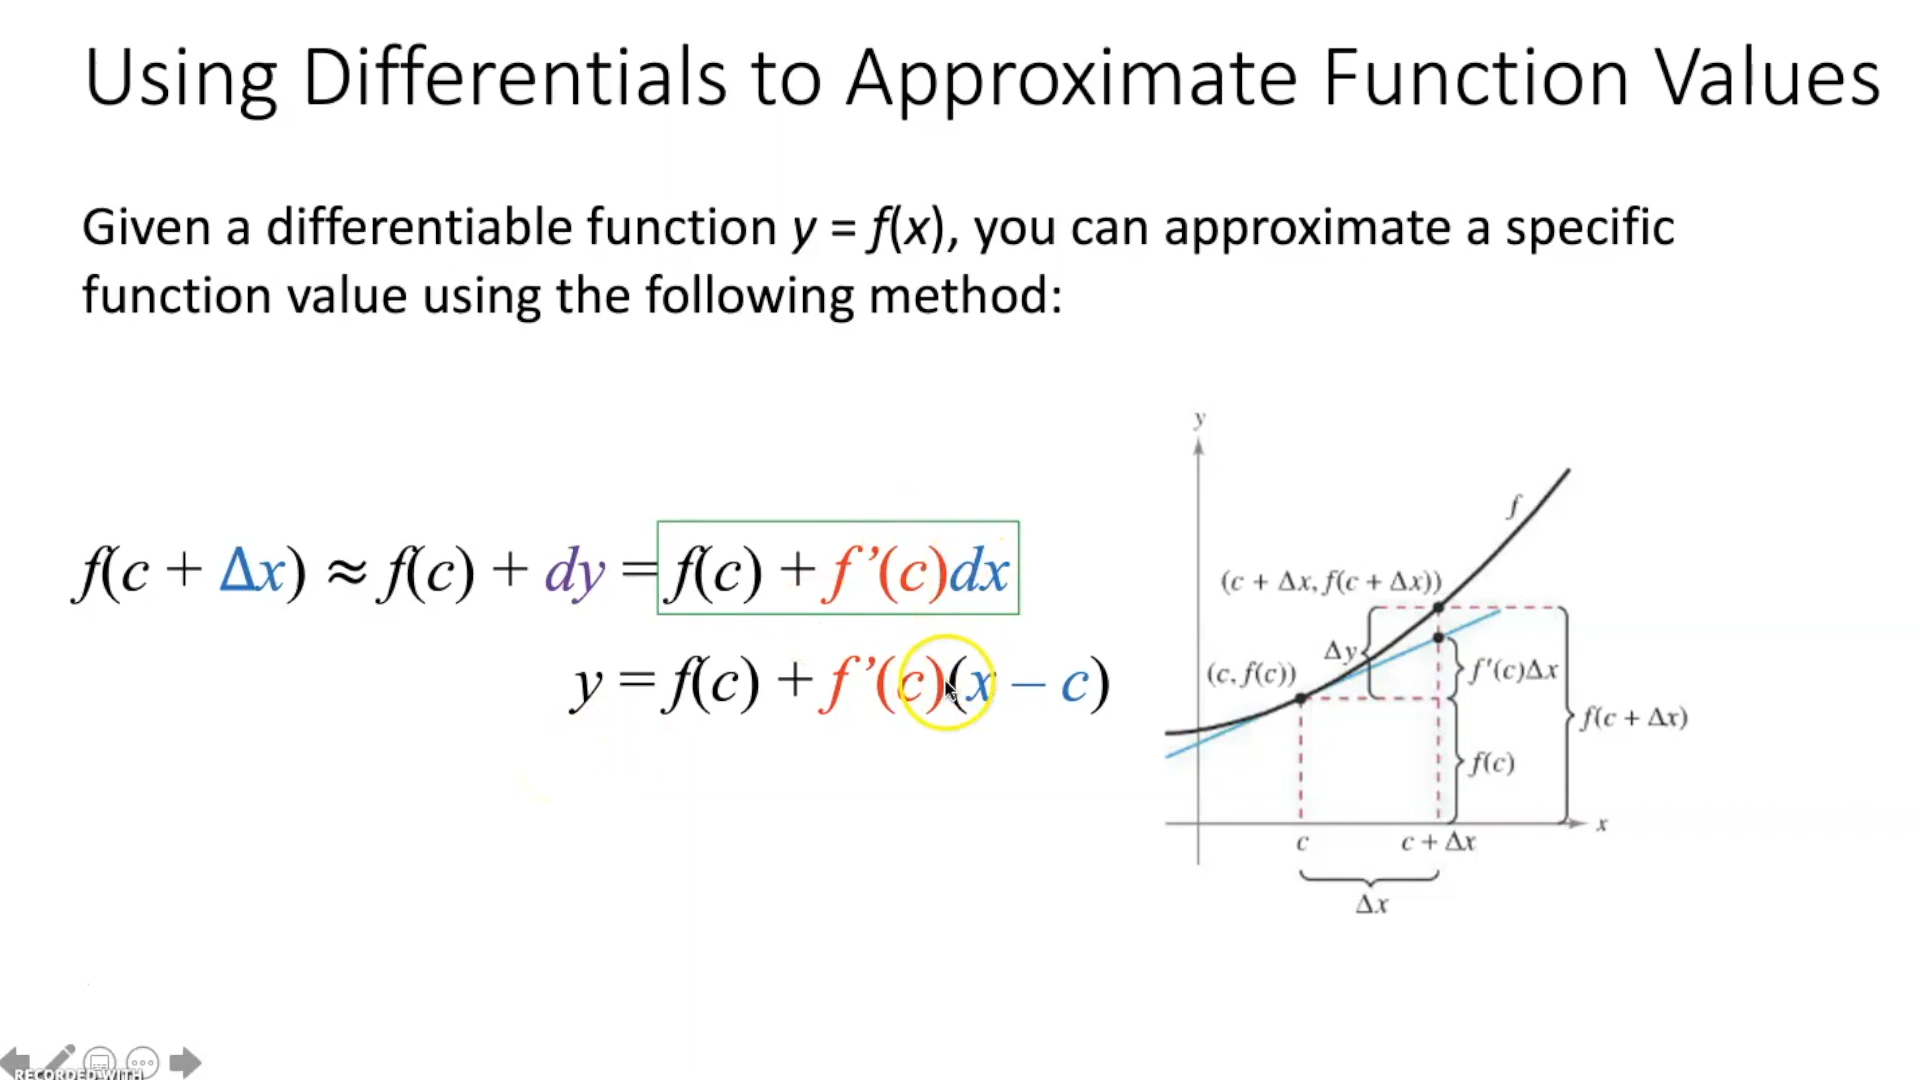 Using Differentials to Approximate Function Values
Given a differentiable function y = f(x), you can approximate a specific
function value using the following method:
f(c + Δx) ≈ f(c) + dy = f(c) + f’(c)dx
y = f(c) + f’(c)(x – c)
y
f
(c + Δx, f(c + Δx))
Δy
(c, f(c))
f′(c)Δx
f(c + Δx)
f(c)
x
c
c + Δx
Δx
RECORDED WITH